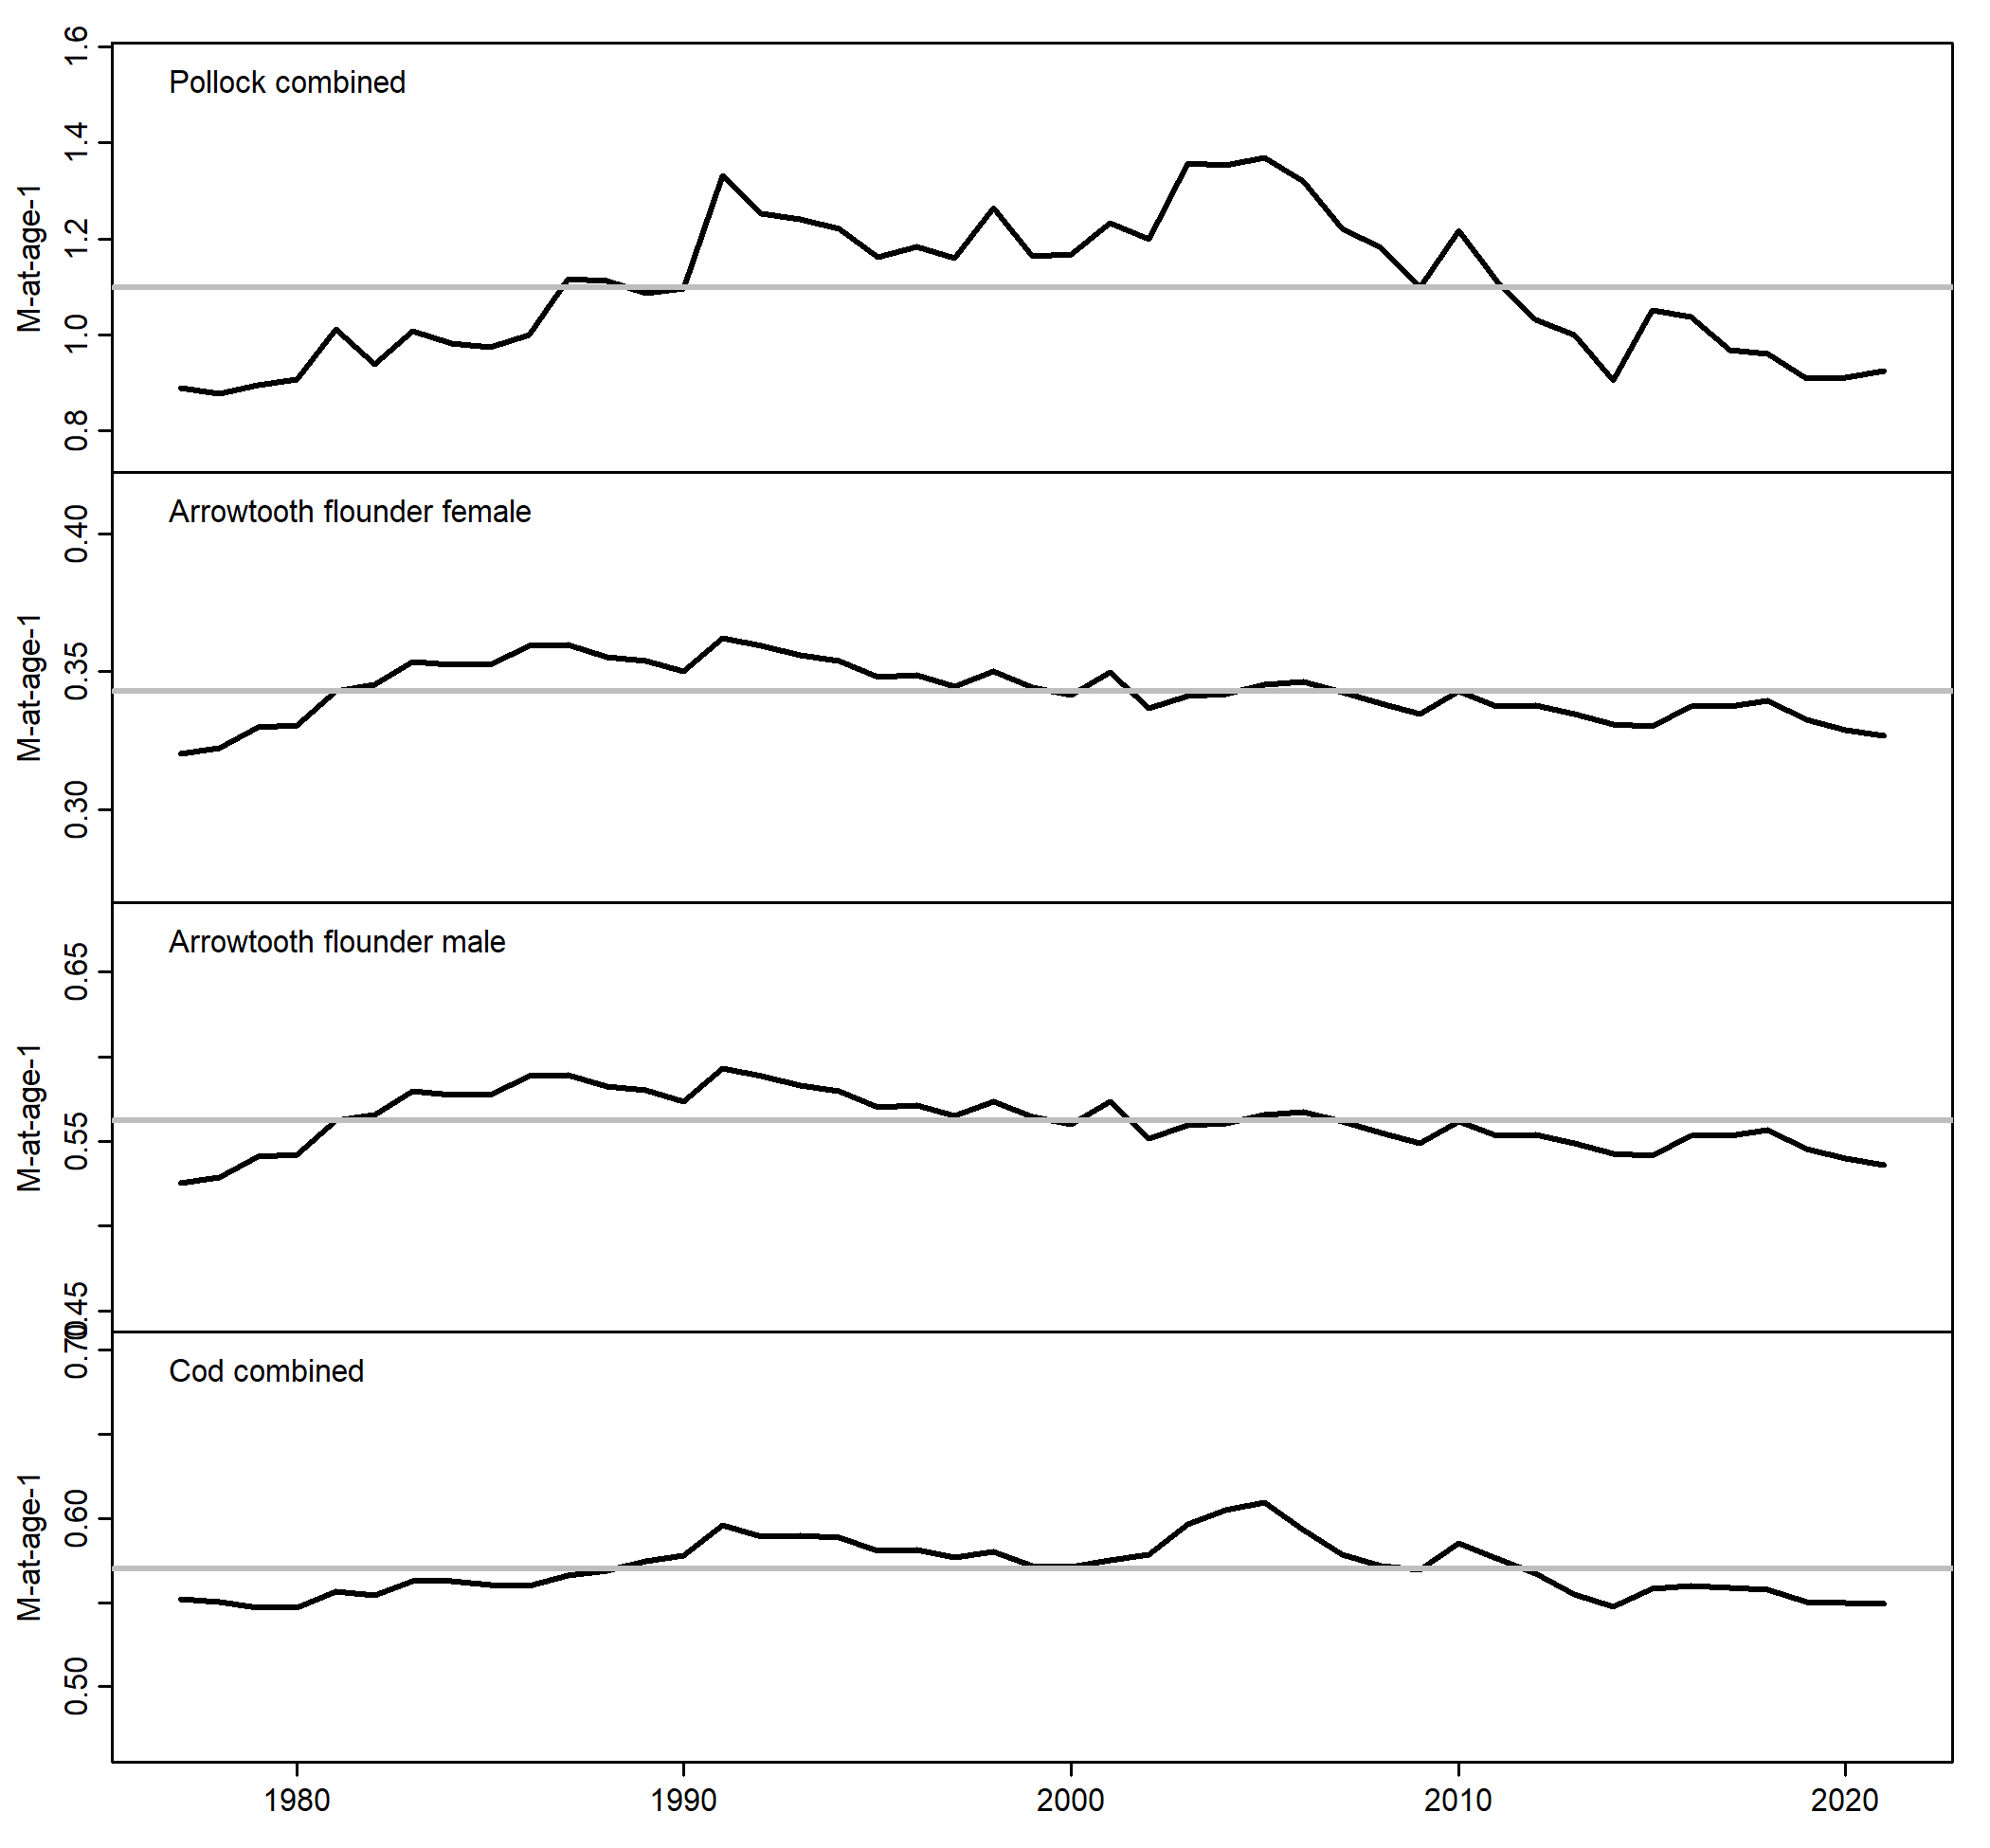 Pollock combined
M-at-age-1
1.6
1.4
1.2
1.0
0.8
Arrowtooth flounder female
M-at-age-1
0.40
0.35
0.30
Arrowtooth flounder male
M-at-age-1
0.65
0.55
0.45
Cod combined
M-at-age-1
0.70
0.60
0.50
1980 1990 2000 2010 2020